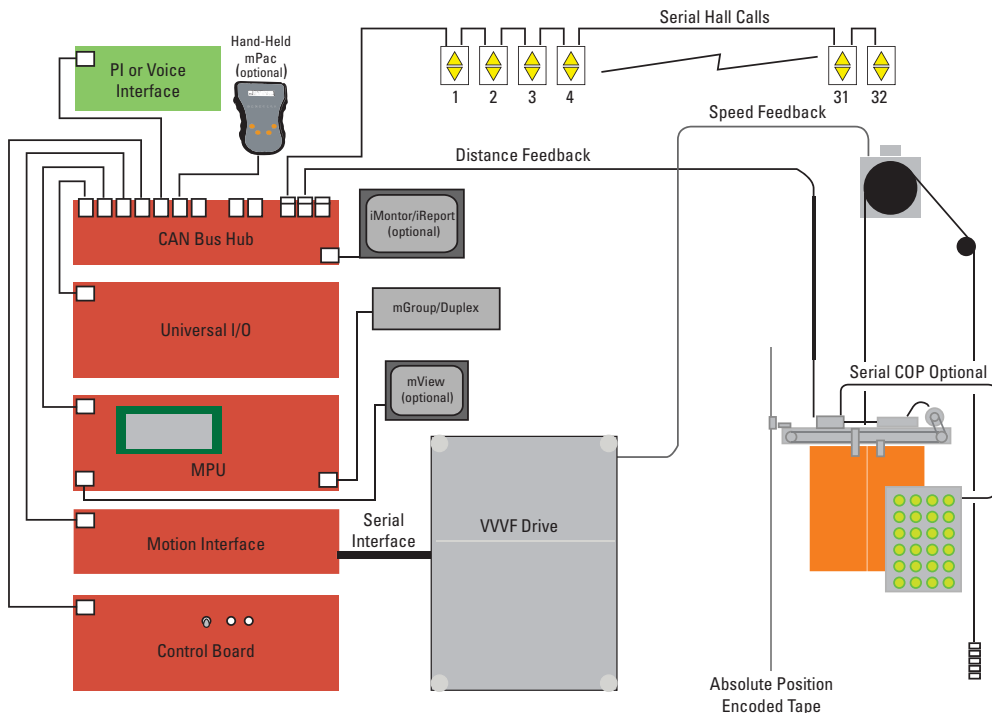 Serial Hall Calls
Hand-Held
mPac
(optional)
PI or Voice
Interface
1
2
3
4
31
32
Speed Feedback
Distance Feedback
iMontor/iReport
(optional)
CAN Bus Hub
mGroup/Duplex
Universal I/O
Serial COP Optional
mView
(optional)
MPU
Serial
Interface
VVVF Drive
Motion Interface
Control Board
Absolute Position
Encoded Tape